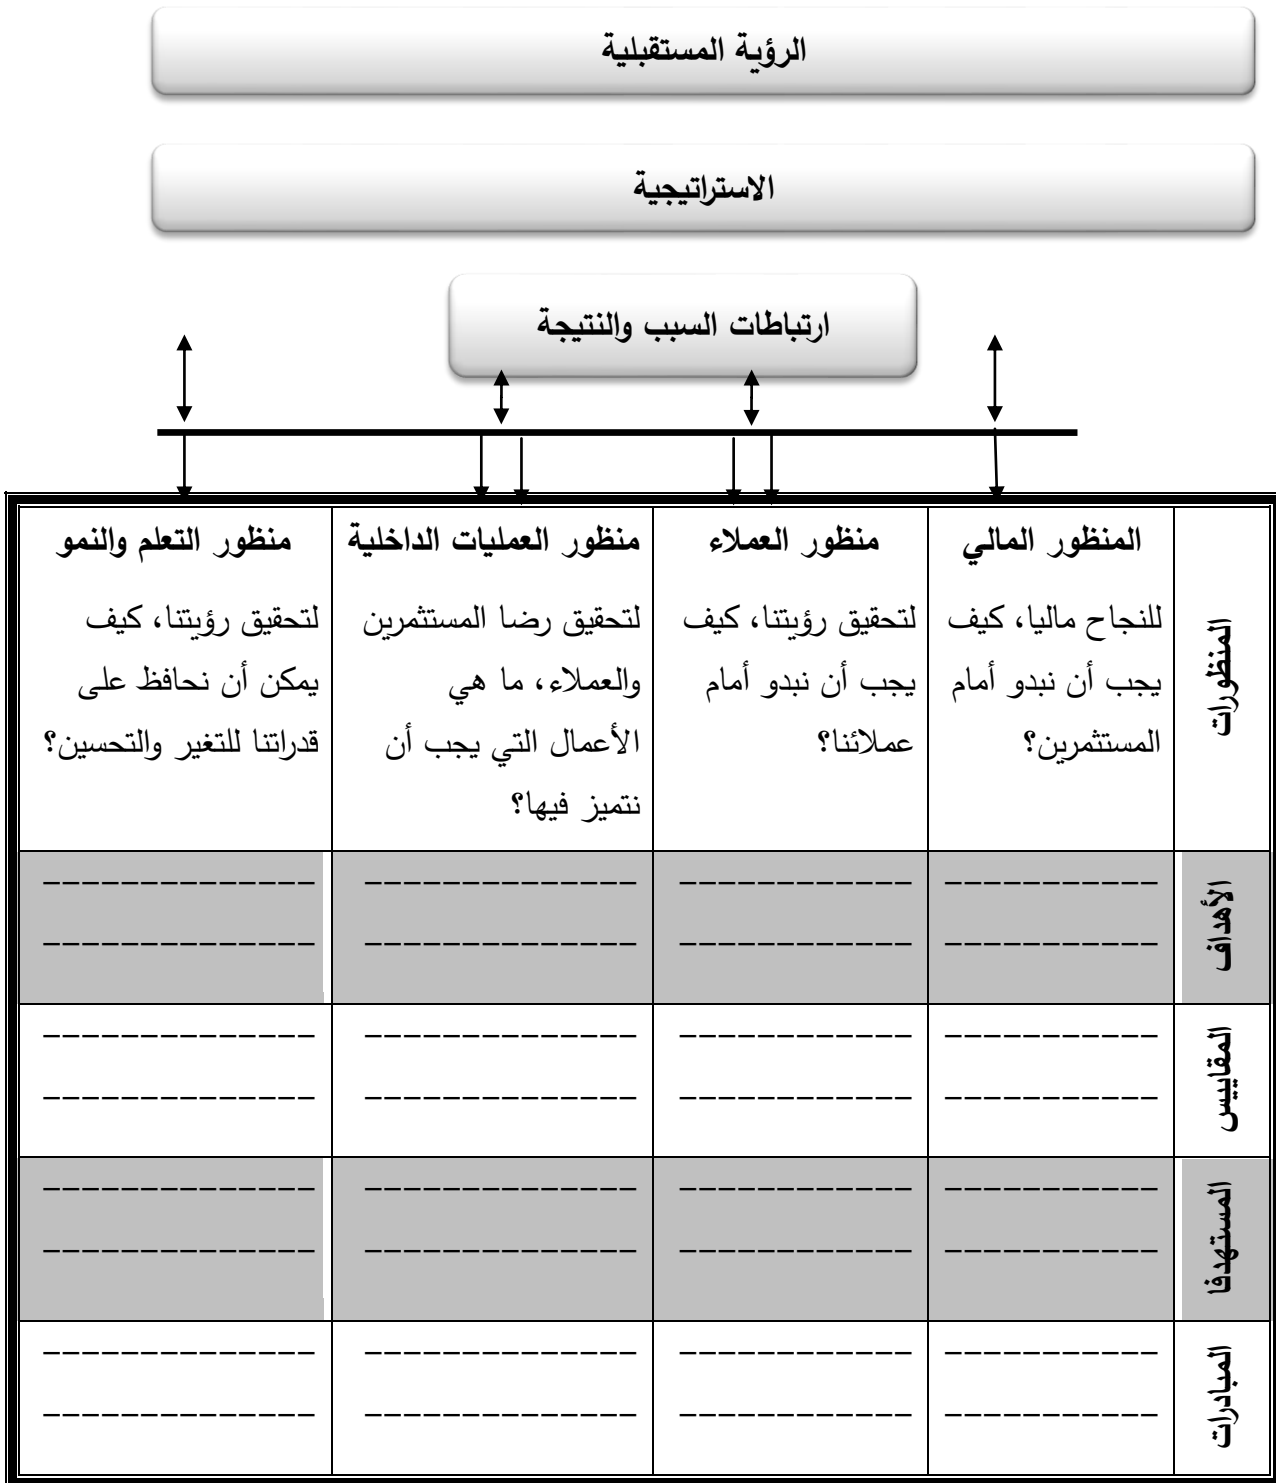 الرؤية المستقبلية
الاستراتيجية
ارتباطات السبب والنتيجة
المنظورات
المنظور المالي
للنجاح ماليا، كيف
يجب أن نبدو أمام
المستثمرين؟
منظور العملاء
لتحقيق رؤيتنا، كيف
يجب أن نبدو أمام
عملائنا؟
منظور العمليات الداخلية
لتحقيق رضا المستثمرين
والعملاء، ما هي
الأعمال التي يجب أن
نتميز فيها؟
منظور التعلم والنمو
لتحقيق رؤيتنا، كيف
يمكن أن نحافظ على
قدراتنا للتغير والتحسين؟
الأهداف
المقاييس
المستهدفا
المبادرات